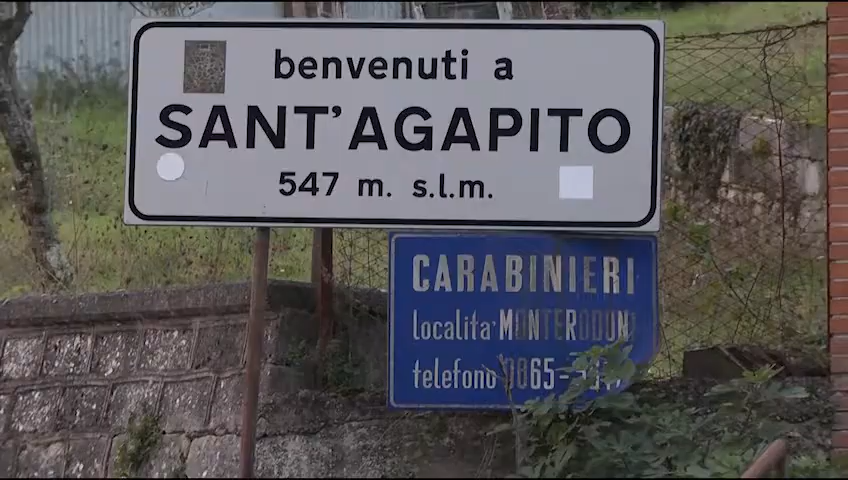 benvenuti a
SANT'AGAPITO
547 m. s.l.m.
CARABINIERI
localita' MONTERODUNI
telefono 0865-